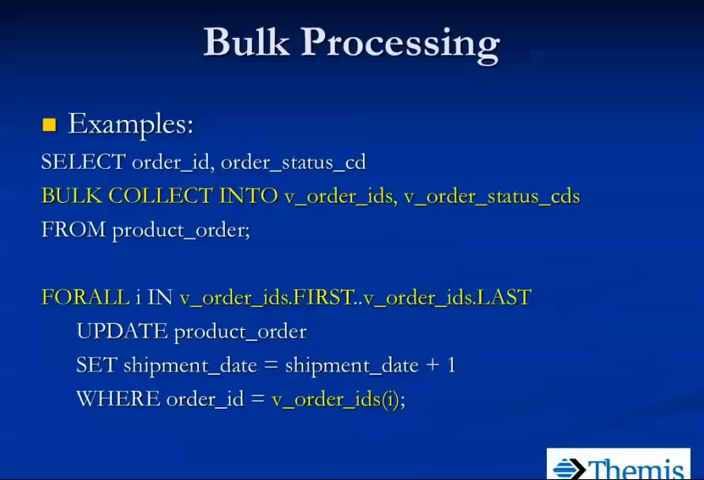 Bulk Processing
Examples:
SELECT order_id, order_status_cd
BULK COLLECT INTO v_order_ids, v_order_status_cds
FROM product_order;
FORALL i IN v_order_ids.FIRST..v_order_ids.LAST
UPDATE product_order
SET shipment_date = shipment_date + 1
WHERE order_id = v_order_ids(i);
Themis